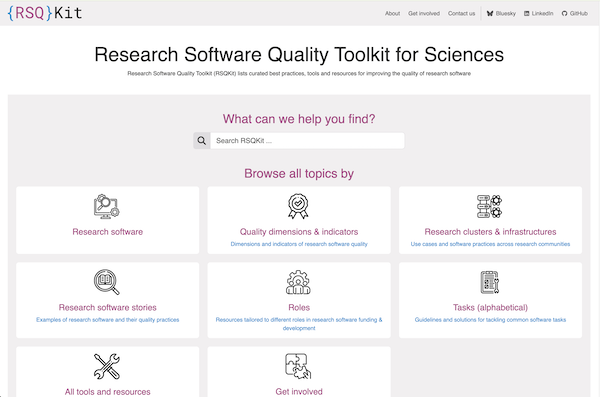 {RSQ}Kit
About
Get involved
Contact us
Bluesky
LinkedIn
GitHub
Research Software Quality Toolkit for Sciences
Research Software Quality Toolkit (RSQKit) lists curated best practices, tools and resources for improving the quality of research software
What can we help you find?
Search RSQKit ...
Browse all topics by
Research software
Quality dimensions & indicators
Dimensions and indicators of research software quality
Research clusters & infrastructures
Use cases and software practices across research communities
Research software stories
Examples of research software and their quality practices
Roles
Resources tailored to different roles in research software funding &
development
Tasks (alphabetical)
Guidelines and solutions for tackling common software tasks
All tools and resources
Get involved